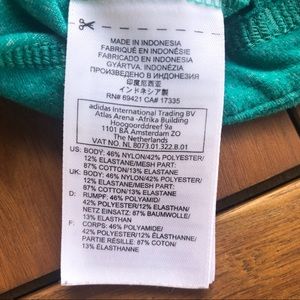 MADE IN INDONESIA
FABRIQUÉ EN INDONÉSIE
FABRICADO EN INDONESIA
GYÁRTVA. INDONÉZIA
ПРОИЗВЕДЕНО В ИНДОНЕЗИЯ
印度尼西亚
インドネシア製
RN# 69421 CA# 17335
adidas International Trading BV
Atlas Arena -Afrika Building
Hoogoorddreef 9a
1101 BA Amsterdam ZO
The Netherlands
VAT NO. NL 8073.01.322.B.01
US: BODY: 46% NYLON/42% POLYESTER/
12% ELASTANE/MESH PART:
87% COTTON/13% ELASTANE
UK: BODY: 46% NYLON/42% POLYESTER/
12% ELASTANE/MESH PART:
87% COTTON/13% ELASTANE
D: RUMPF: 46% POLYAMID/
42% POLYESTER/12% ELASTHAN/
NETZ EINSATZ: 87% BAUMWOLLE/
13% ELASTHAN
F: CORPS: 46% POLYAMIDE/
42% POLYESTER/12% ÉLASTHANNE/
PARTIE RÉSILLE: 87% COTON/
13% ÉLASTHANNE